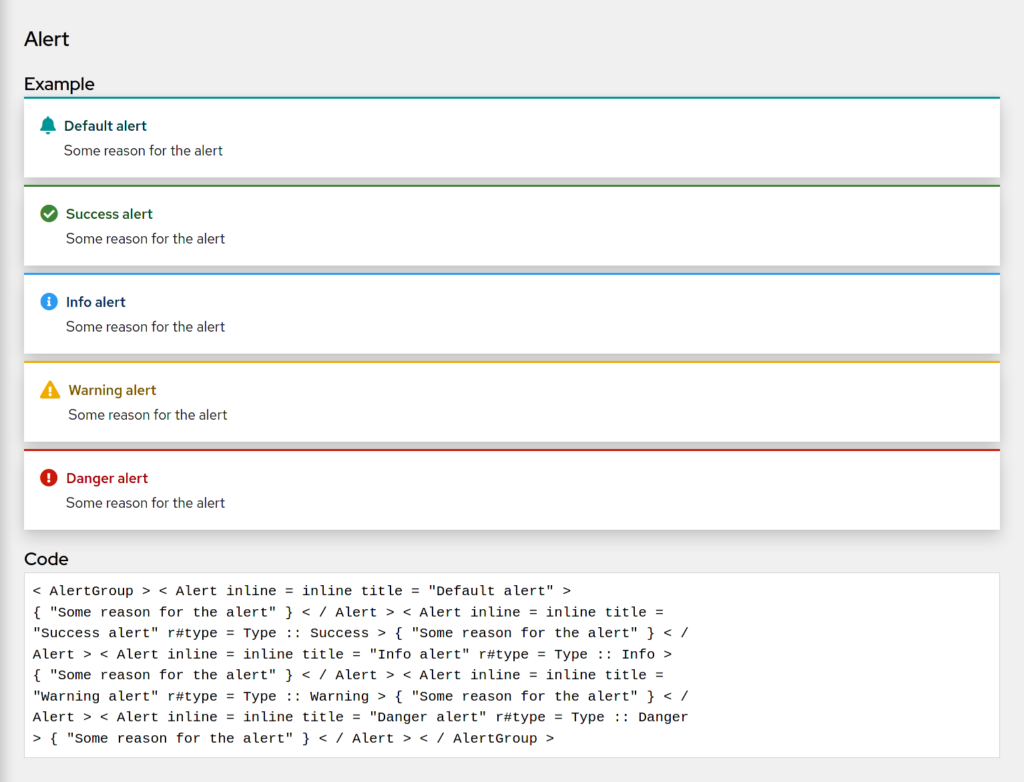 Alert
Example
Default alert
Some reason for the alert
Success alert
Some reason for the alert
Info alert
Some reason for the alert
Warning alert
Some reason for the alert
Danger alert
Some reason for the alert
Code
< AlertGroup > < Alert inline = inline title = "Default alert" >
{ "Some reason for the alert" } < / Alert > < Alert inline = inline title =
"Success alert" r#type = Type :: Success > { "Some reason for the alert" } < /
Alert > < Alert inline = inline title = "Info alert" r#type = Type :: Info >
{ "Some reason for the alert" } < / Alert > < Alert inline = inline title =
"Warning alert" r#type = Type :: Warning > { "Some reason for the alert" } < /
Alert > < Alert inline = inline title = "Danger alert" r#type = Type :: Danger
> { "Some reason for the alert" } < / Alert > < / AlertGroup >